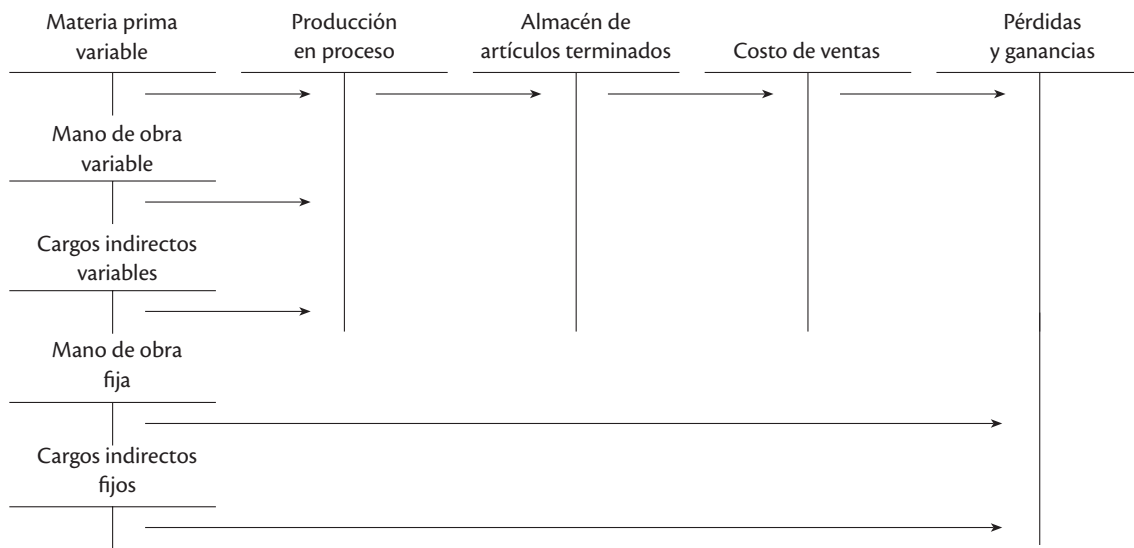 Materia prima
variable
Producción
en proceso
Almacén de
artículos terminados
Costo de ventas
Pérdidas
y ganancias
Mano de obra
variable
Cargos indirectos
variables
Mano de obra
fija
Cargos indirectos
fijos